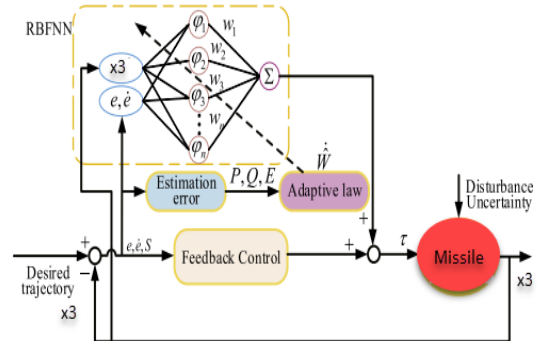 RBFNN
x3
e, ė
φ1
φ2
φ3
φn
w1
w2
w3
wn
Σ
Ŵ̇
Estimation
error
P, Q, E
Adaptive law
Disturbance
Uncertainty
+
+
−
Desired
trajectory
x3
e, ė, S
Feedback Control
+
τ
Missile
x3